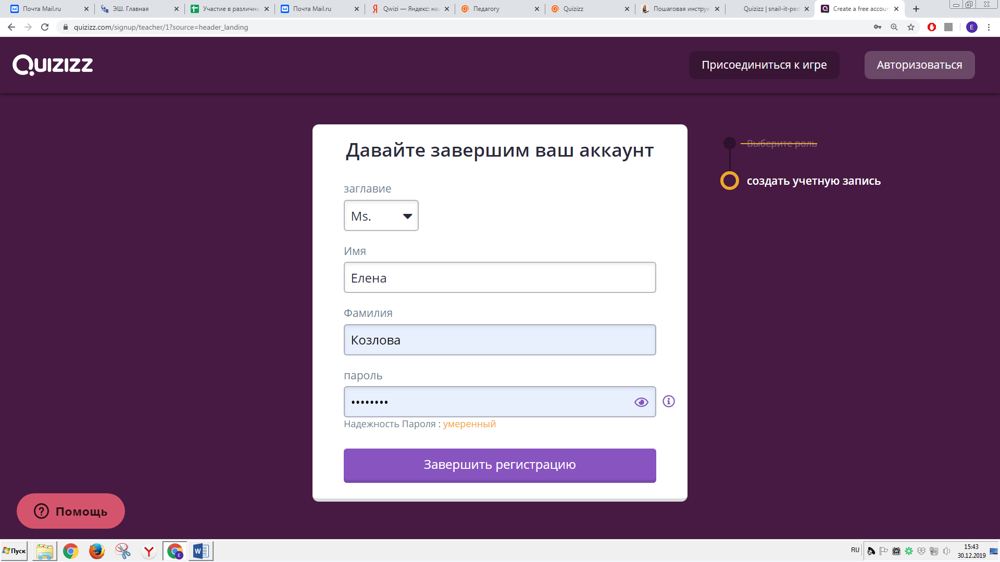 Почта Mail.ru
ЭШ. Главная
Участие в различны
Почта Mail.ru
Qwizi — Яндекс: на
Педагогу
Quizizz
Пошаговая инструк
Quizizz | snail-it-ped
Create a free accou
quizizz.com/signup/teacher/1?source=header_landing
E
Quizizz
Присоединиться к игре
Авторизоваться
Давайте завершим ваш аккаунт
Выберите роль
создать учетную запись
заглавие
Ms.
Имя
Елена
Фамилия
Козлова
пароль
••••••••
Надежность Пароля : умеренный
Завершить регистрацию
Помощь
Пуск
RU
15:43
30.12.2019